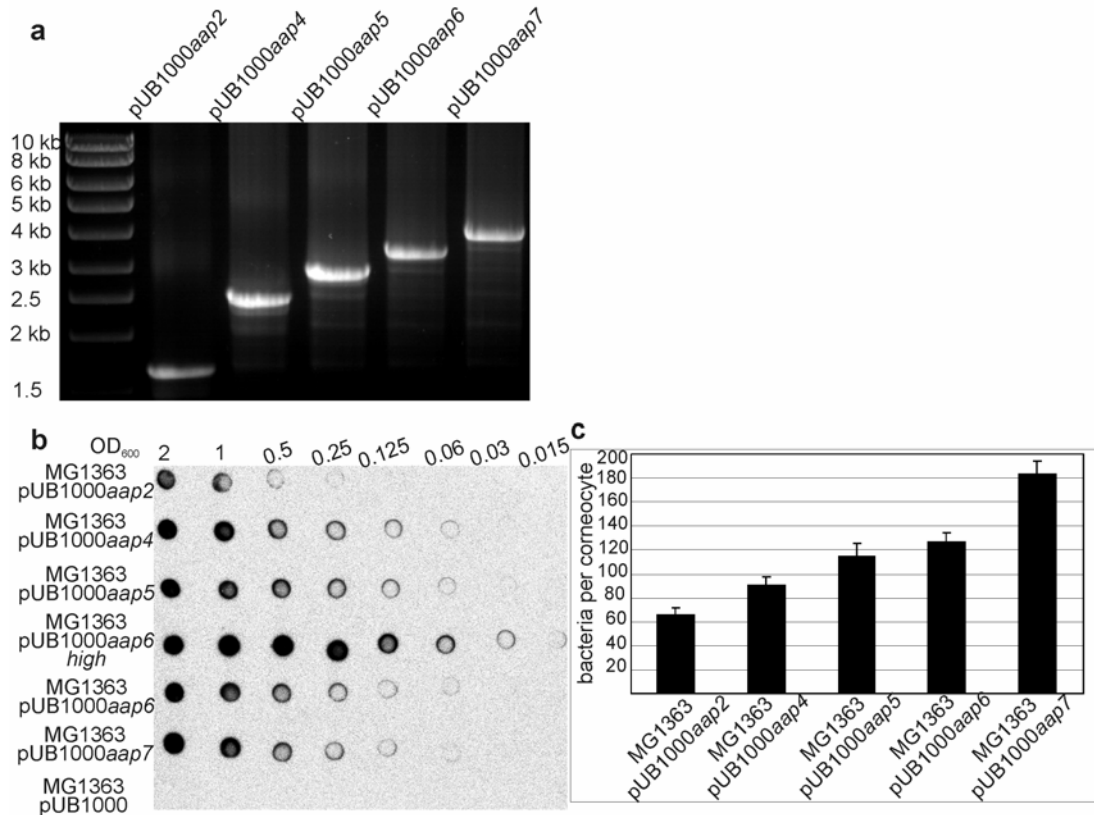 a
pUB1000aap2
pUB1000aap4
pUB1000aap5
pUB1000aap6
pUB1000aap7
10 kb
8 kb
6 kb
5 kb
4 kb
3 kb
2.5
2 kb
1.5
b
OD600
2 1 0.5 0.25 0.125 0.06 0.03 0.015
MG1363
pUB1000aap2
MG1363
pUB1000aap4
MG1363
pUB1000aap5
MG1363
pUB1000aap6
high
MG1363
pUB1000aap6
MG1363
pUB1000aap7
MG1363
pUB1000
c
bacteria per corneocyte
200
180
160
140
120
100
80
60
40
20
MG1363
pUB1000aap2
MG1363
pUB1000aap4
MG1363
pUB1000aap5
MG1363
pUB1000aap6
MG1363
pUB1000aap7